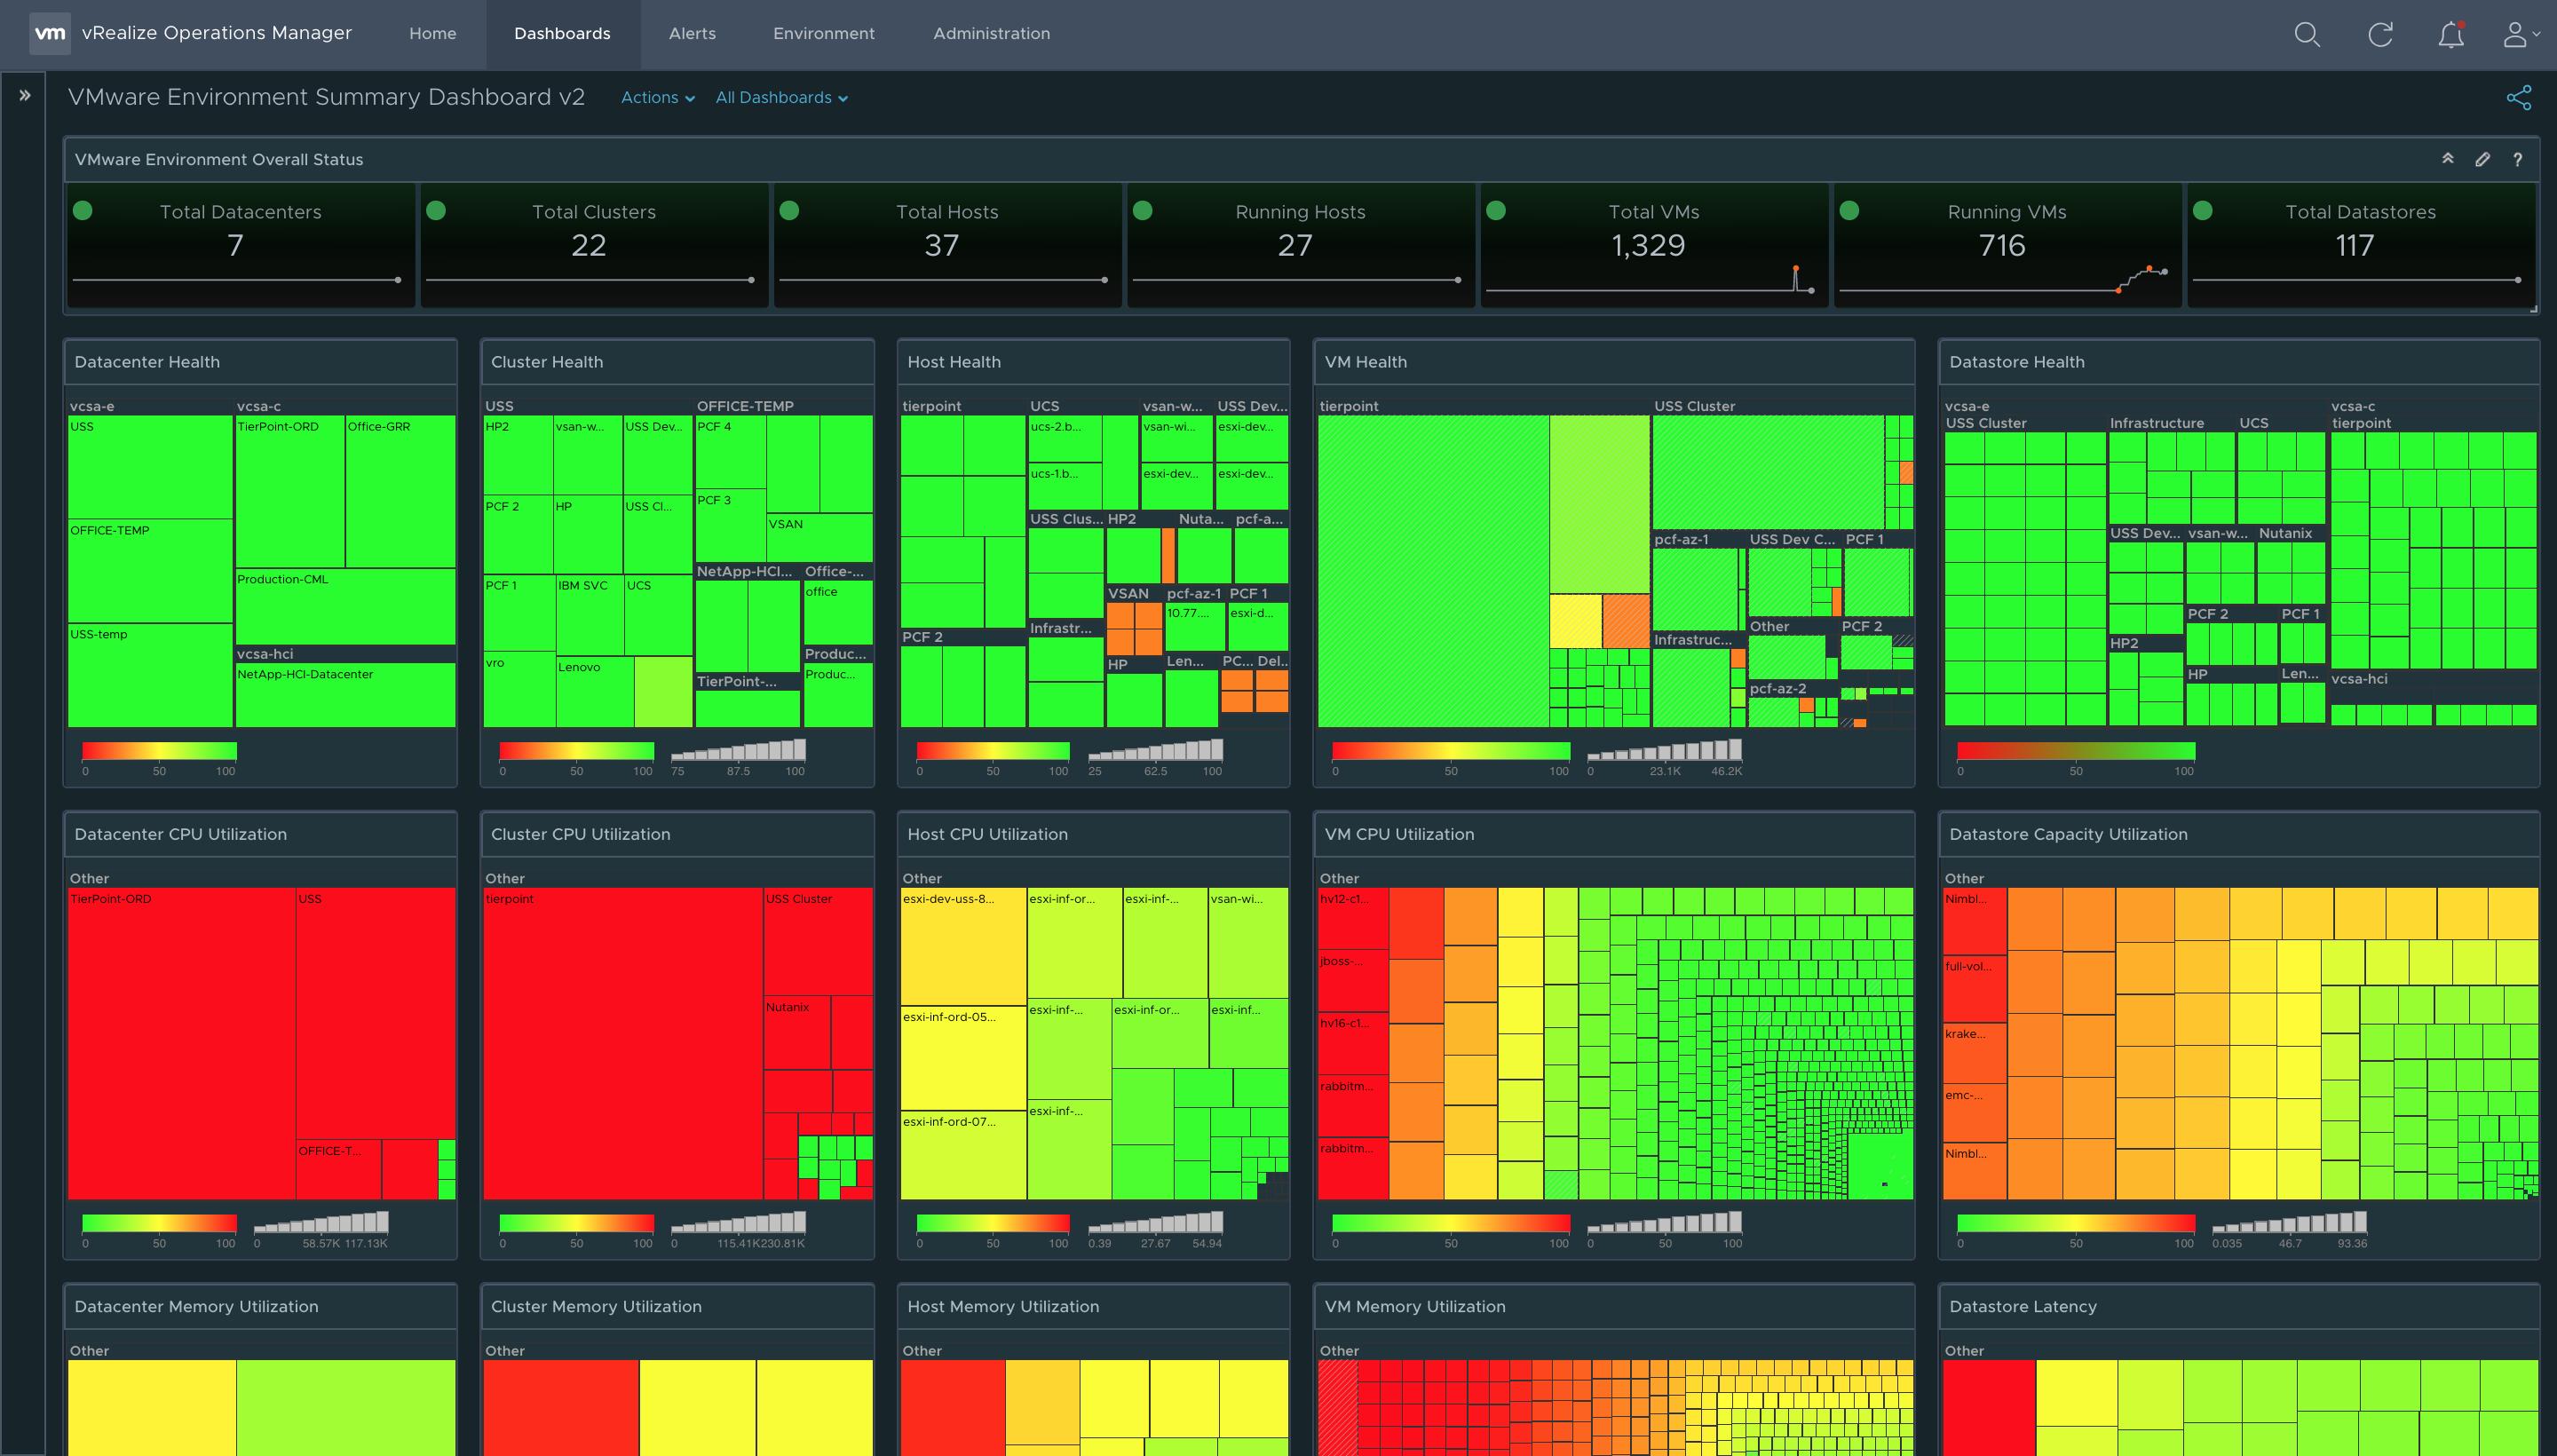 vm vRealize Operations Manager Home Dashboards Alerts Environment Administration
» VMware Environment Summary Dashboard v2 Actions All Dashboards
VMware Environment Overall Status ?
Total Datacenters Total Clusters Total Hosts Running Hosts Total VMs Running VMs Total Datastores
7 22 37 27 1,329 716 117
Datacenter Health
vcsa-e vcsa-c
USS TierPoint-ORD Office-GRR
OFFICE-TEMP
Production-CML
USS-temp
vcsa-hci
NetApp-HCI-Datacenter
0 50 100
Cluster Health
USS OFFICE-TEMP
HP2 vsan-w... USS Dev... PCF 4
PCF 2 HP USS Cl... PCF 3
VSAN
NetApp-HCI... Office-...
PCF 1 IBM SVC UCS office
vro Lenovo Produc...
TierPoint-... Produc...
0 50 100 75 87.5 100
Host Health
tierpoint UCS vsan-w... USS Dev...
ucs-2.b... vsan-wi... esxi-dev...
ucs-1.b... esxi-dev... esxi-dev...
USS Clus... HP2 Nuta... pcf-a...
VSAN pcf-az-1 PCF 1
10.77.... esxi-d...
Infrastr...
PCF 2
HP Len... PC... Del...
0 50 100 25 62.5 100
VM Health
tierpoint USS Cluster
pcf-az-1 USS Dev C... PCF 1
Other PCF 2
Infrastruc...
pcf-az-2
0 50 100 0 23.1K 46.2K
Datastore Health
vcsa-e vcsa-c
USS Cluster Infrastructure UCS tierpoint
USS Dev... vsan-w... Nutanix
PCF 2 PCF 1
HP2
HP Len... vcsa-hci
0 50 100
Datacenter CPU Utilization
Other
TierPoint-ORD USS
OFFICE-T...
0 50 100 0 58.57K 117.13K
Cluster CPU Utilization
Other
tierpoint USS Cluster
Nutanix
0 50 100 0 115.41K 230.81K
Host CPU Utilization
Other
esxi-dev-uss-8... esxi-inf-or... esxi-inf-... vsan-wi...
esxi-inf-ord-05... esxi-inf-... esxi-inf-or... esxi-inf...
esxi-inf-ord-07... esxi-inf-...
0 50 100 0.39 27.67 54.94
VM CPU Utilization
Other
hv12-c1...
jboss-...
hv16-c1...
rabbitm...
rabbitm...
0 50 100 0 50 100
Datastore Capacity Utilization
Other
Nimbl...
full-vol...
krake...
emc-...
Nimbl...
0 50 100 0.035 46.7 93.36
Datacenter Memory Utilization
Other
Cluster Memory Utilization
Other
Host Memory Utilization
Other
VM Memory Utilization
Other
Datastore Latency
Other